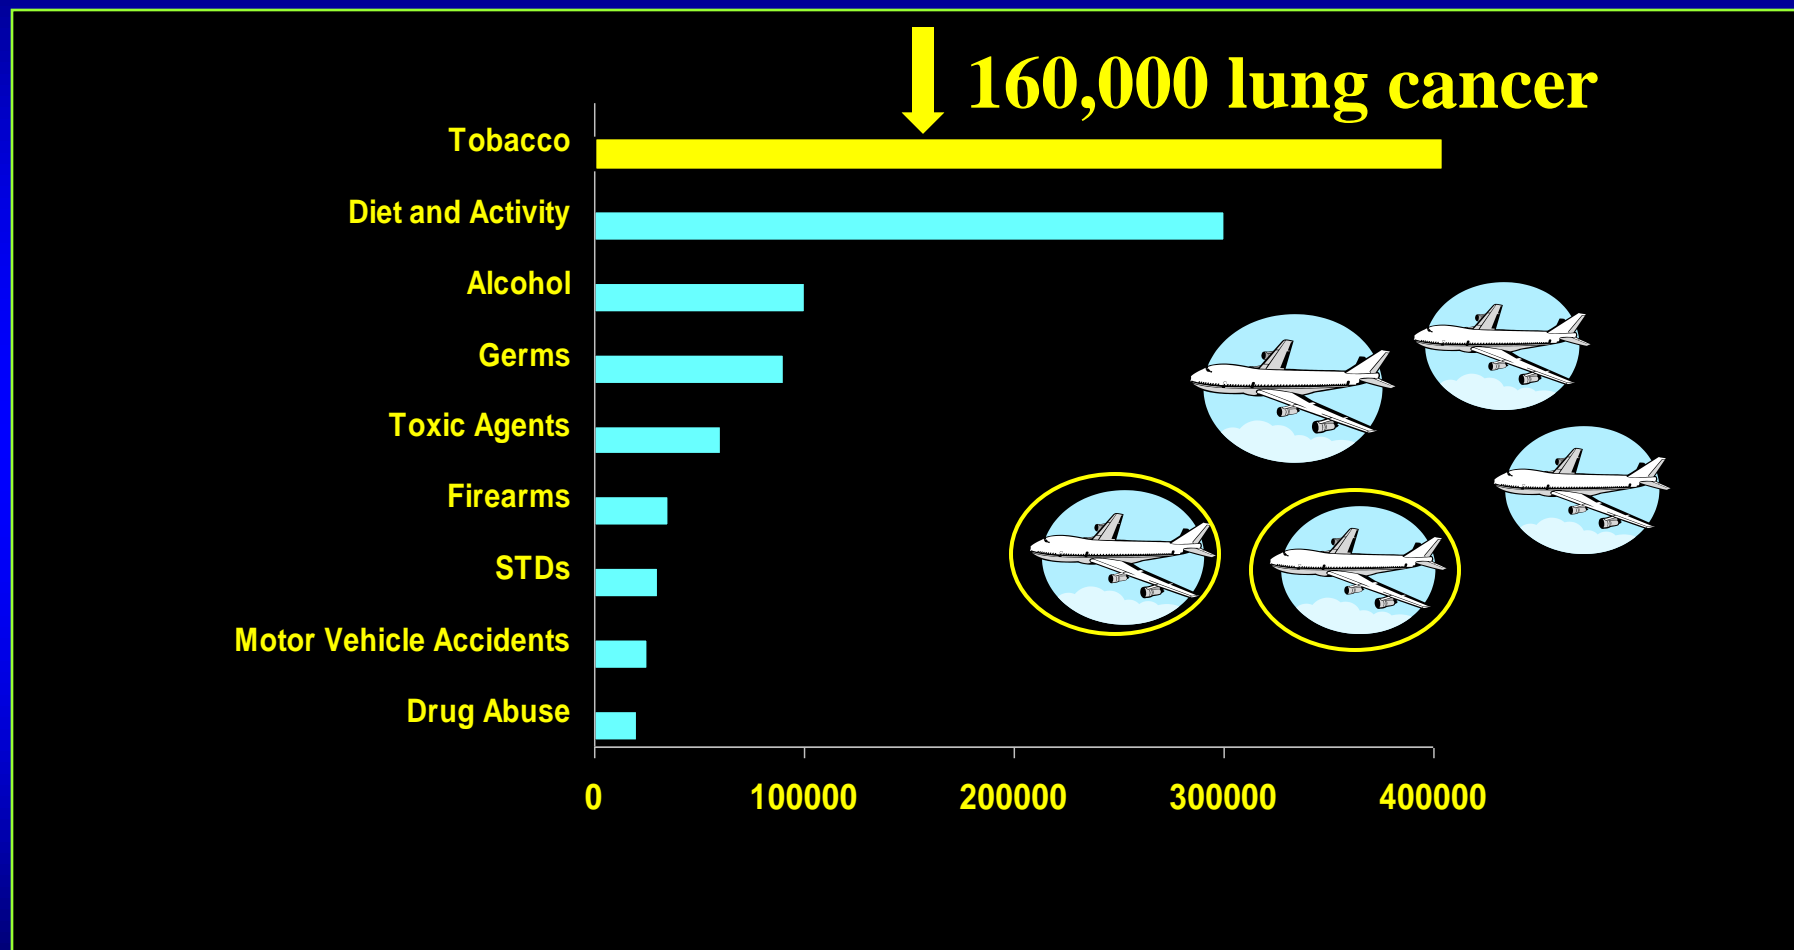 160,000 lung cancer
Tobacco
Diet and Activity
Alcohol
Germs
Toxic Agents
Firearms
STDs
Motor Vehicle Accidents
Drug Abuse
0 100000 200000 300000 400000